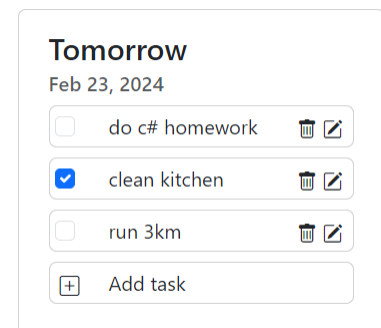 Tomorrow
Feb 23, 2024
do c# homework
clean kitchen
run 3km
Add task